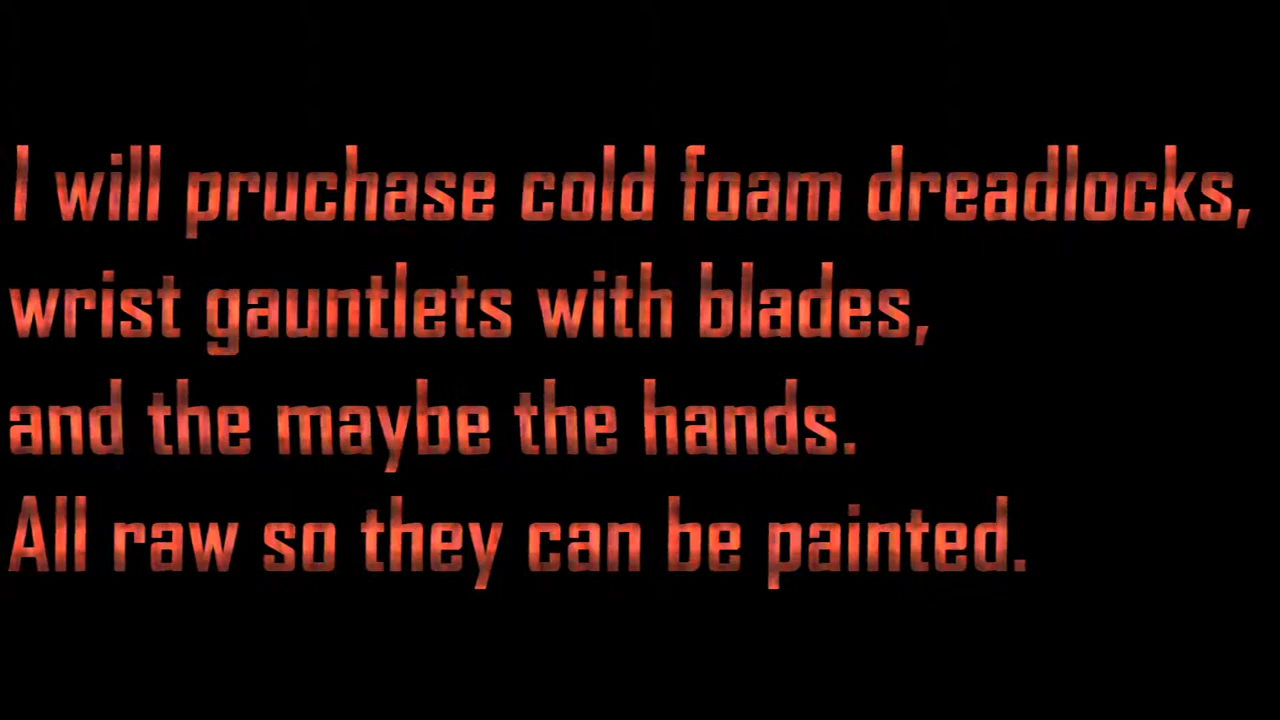 I will pruchase cold foam dreadlocks,
wrist gauntlets with blades,
and the maybe the hands.
All raw so they can be painted.